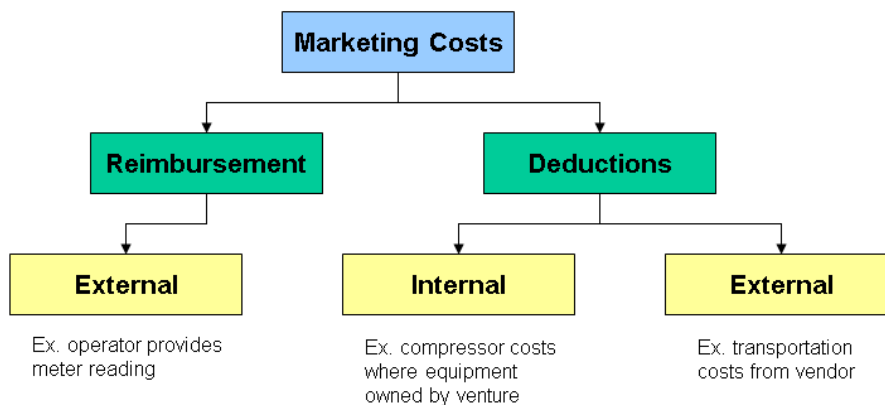 Marketing Costs
Reimbursement
Deductions
External
Internal
External
Ex. operator provides
meter reading
Ex. compressor costs
where equipment
owned by venture
Ex. transportation
costs from vendor